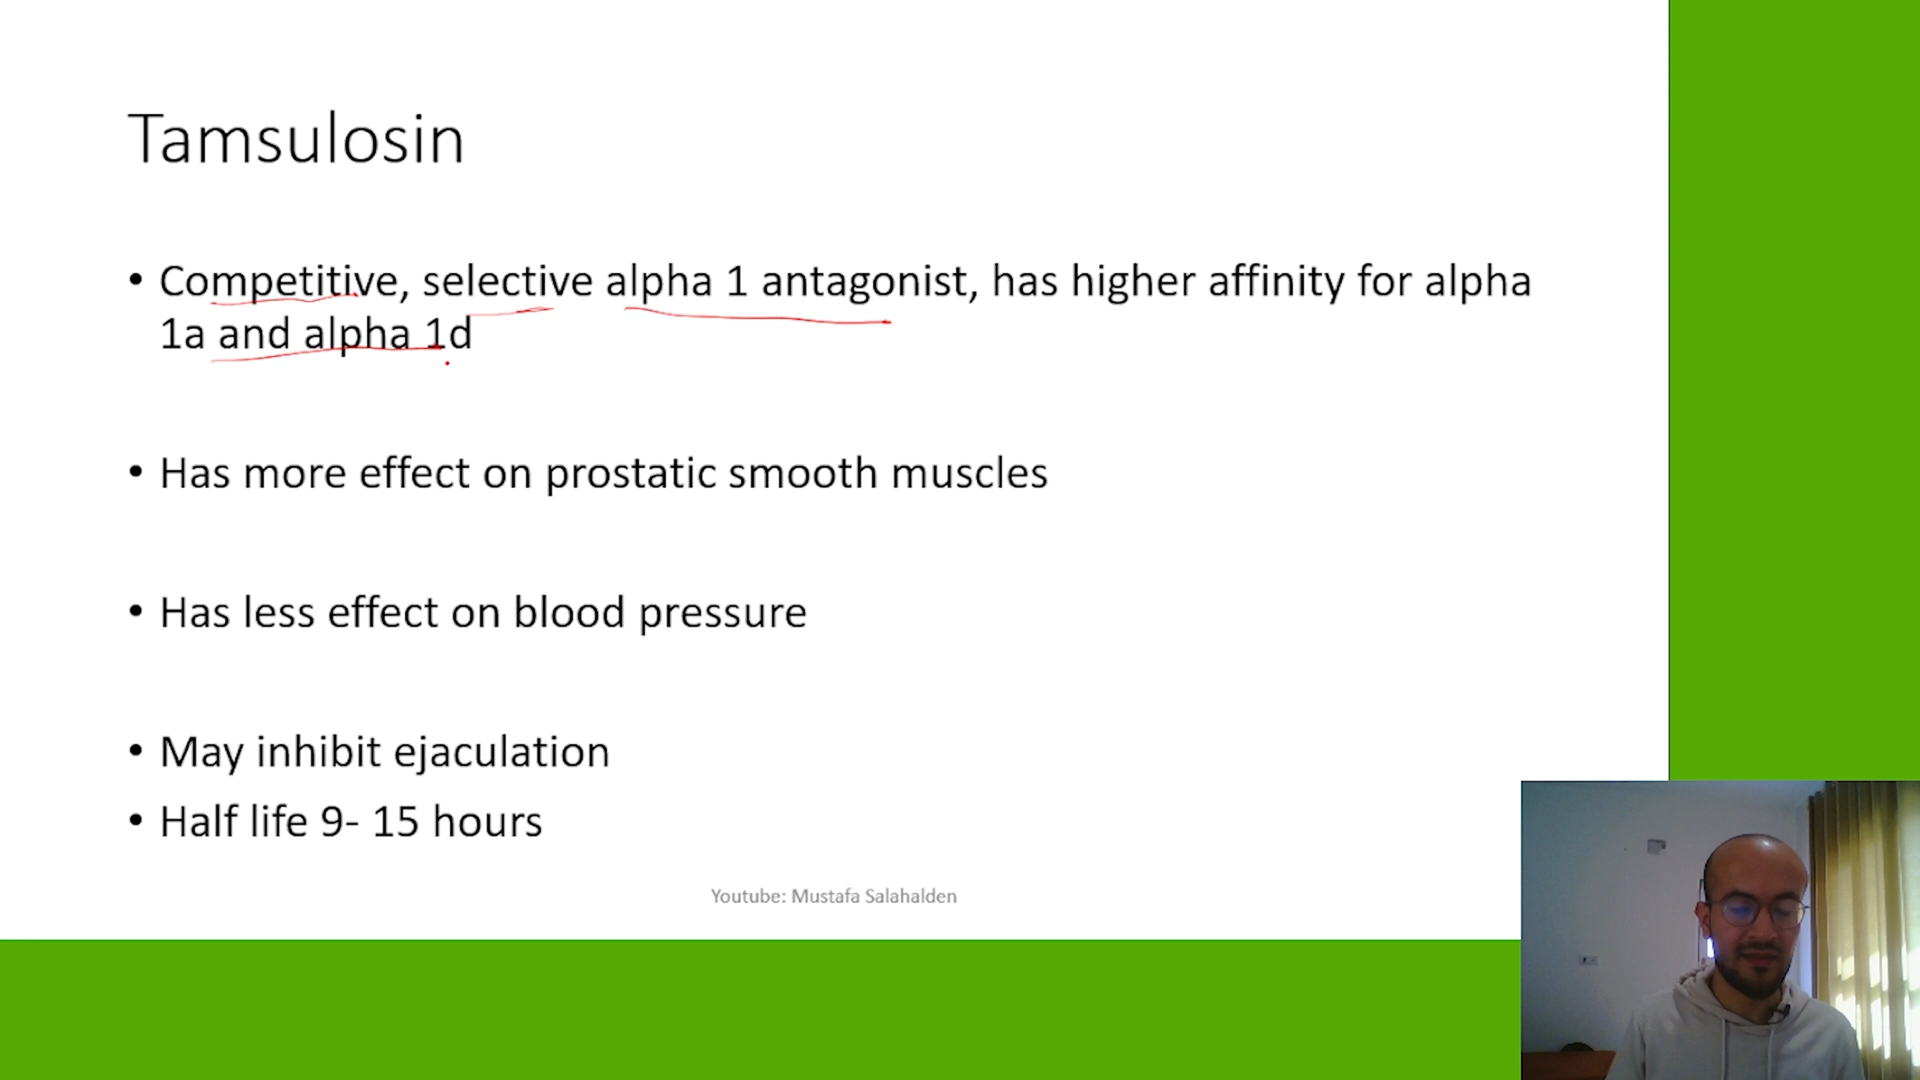 Tamsulosin
• Competitive, selective alpha 1 antagonist, has higher affinity for alpha
1a and alpha 1d
• Has more effect on prostatic smooth muscles
• Has less effect on blood pressure
• May inhibit ejaculation
• Half life 9- 15 hours
Youtube: Mustafa Salahalden